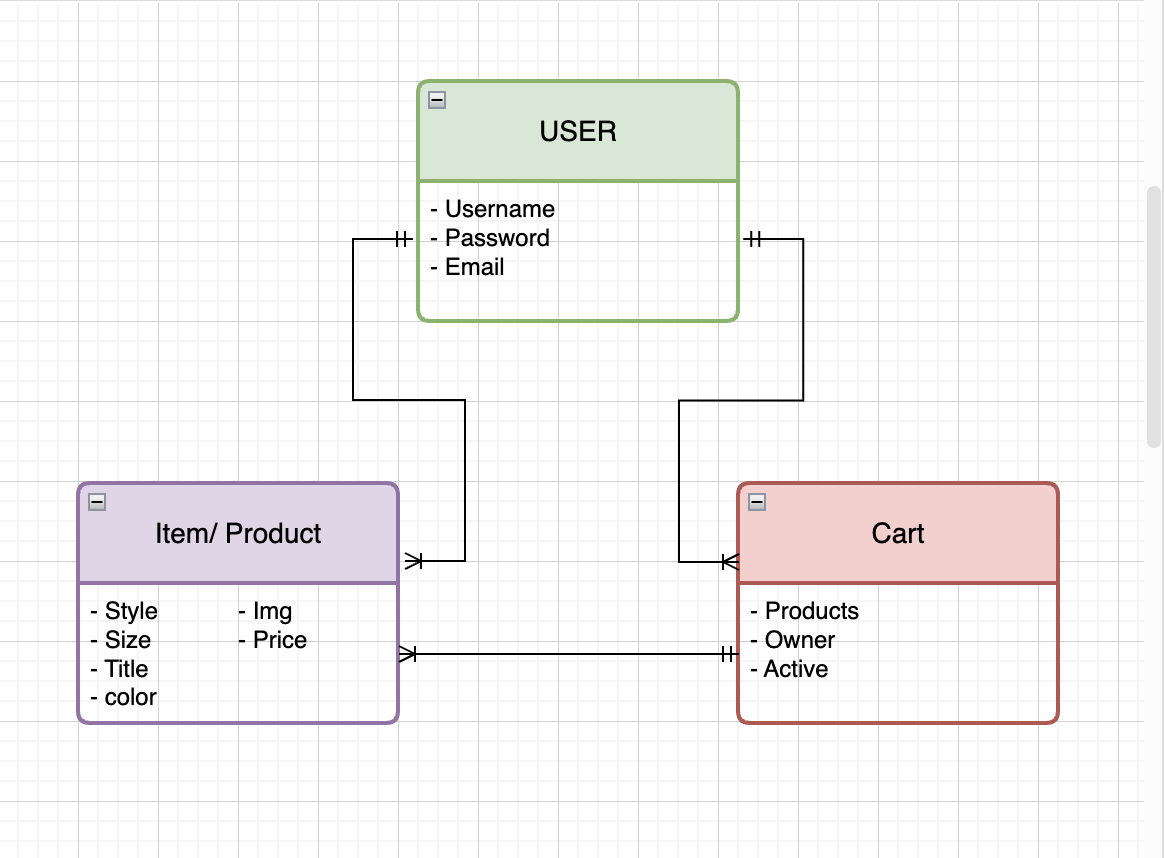 USER
- Username
- Password
- Email
Item/ Product
- Style
- Size
- Title
- color
- Img
- Price
Cart
- Products
- Owner
- Active